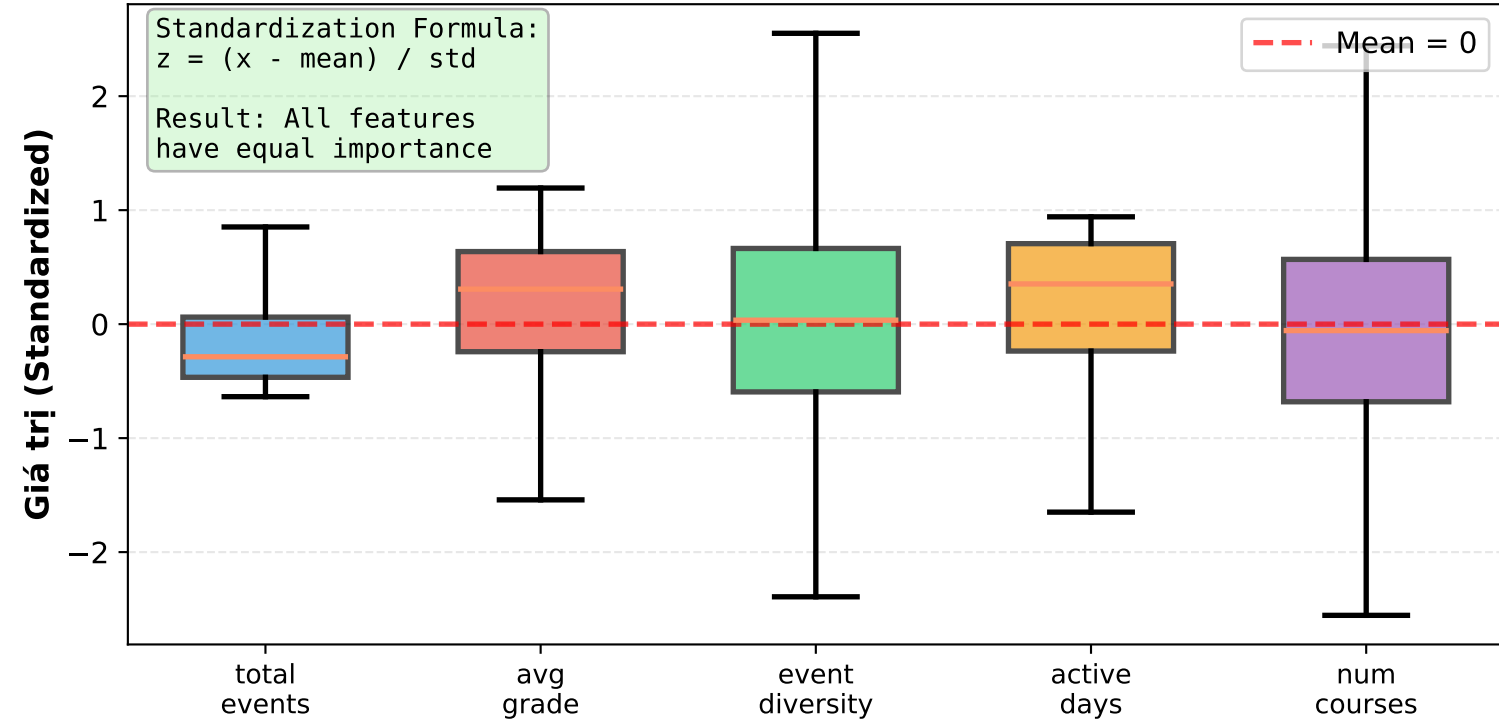 Standardization Formula:
z = (x - mean) / std
Result: All features
have equal importance
Mean = 0
Giá trị (Standardized)
2
1
0
−1
−2
total
events
avg
grade
event
diversity
active
days
num
courses